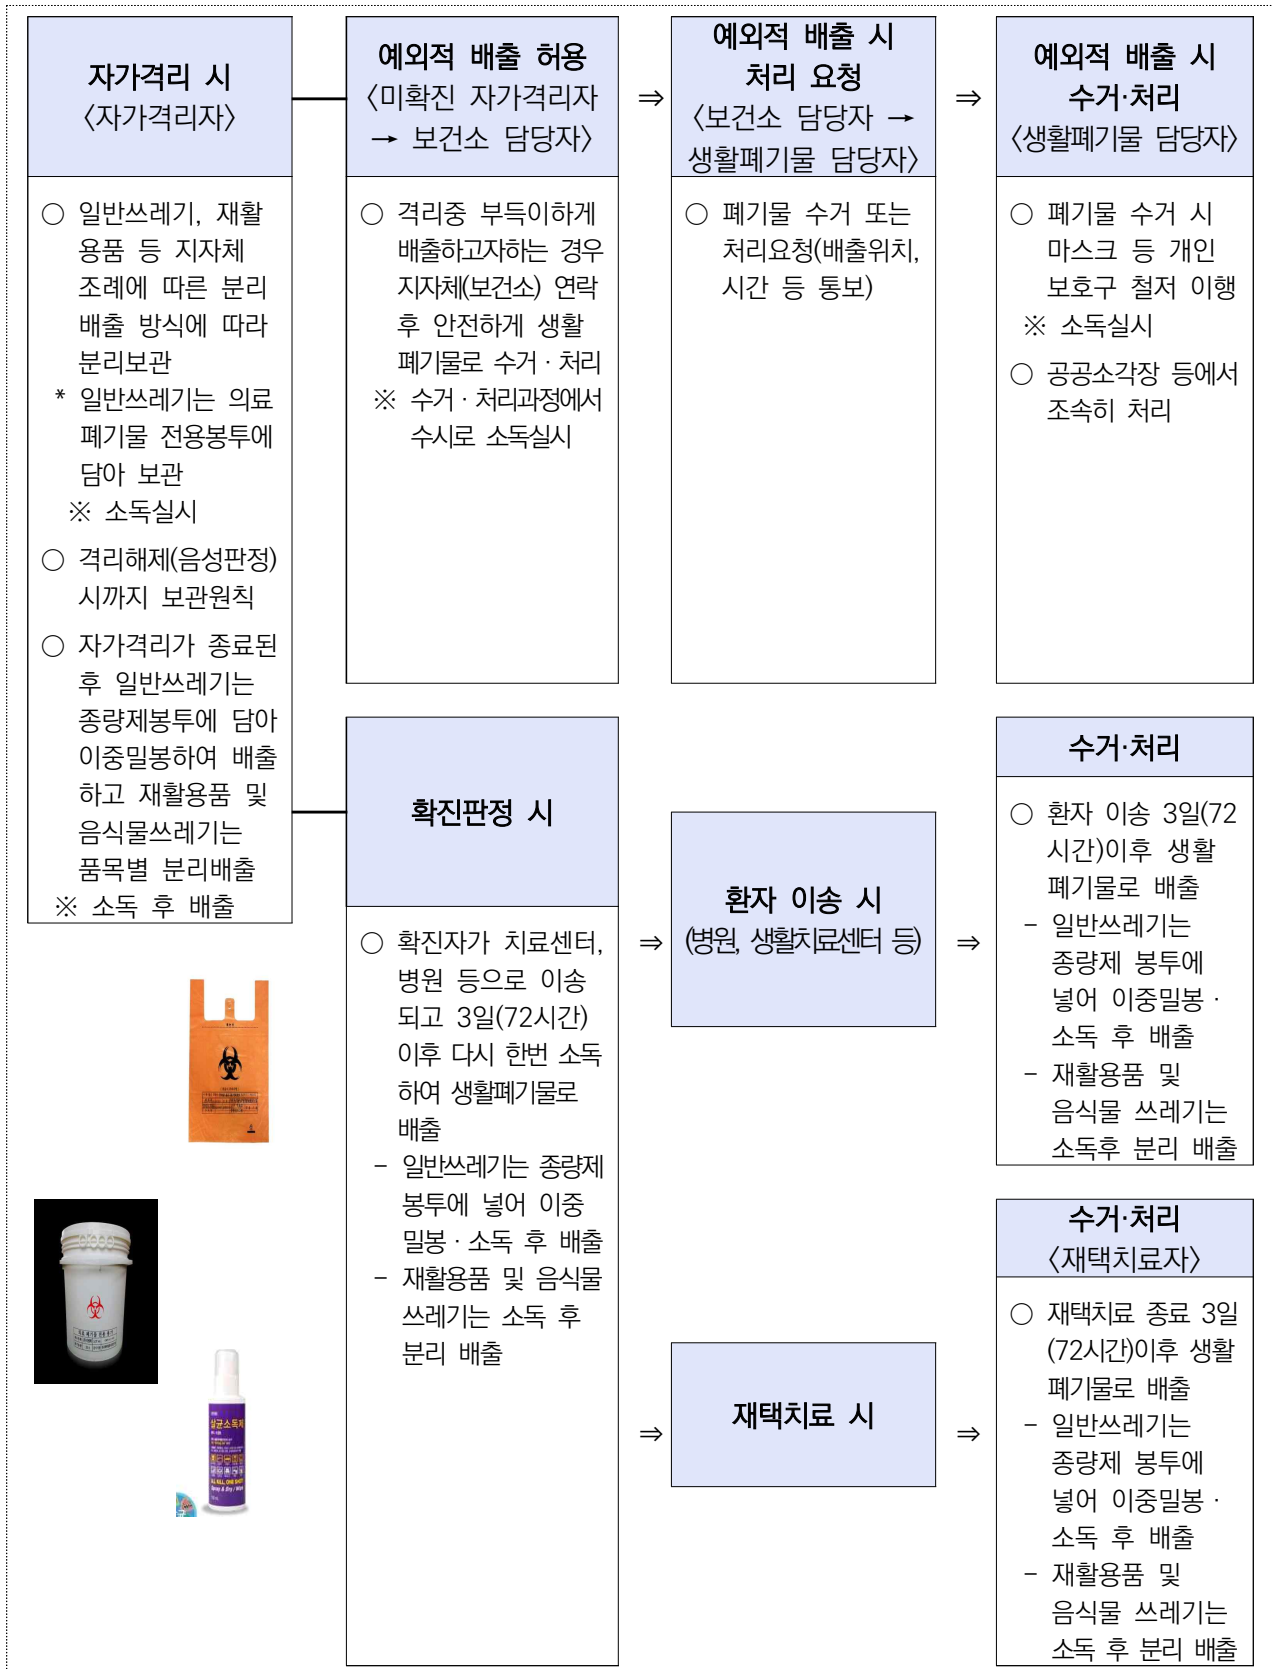 자가격리 시
〈자가격리자〉
○ 일반쓰레기, 재활
용품 등 지자체
조례에 따른 분리
배출 방식에 따라
분리보관
* 일반쓰레기는 의료
폐기물 전용봉투에
담아 보관
※ 소독실시
○ 격리해제(음성판정)
시까지 보관원칙
○ 자가격리가 종료된
후 일반쓰레기는
종량제봉투에 담아
이중밀봉하여 배출
하고 재활용품 및
음식물쓰레기는
품목별 분리배출
※ 소독 후 배출
예외적 배출 허용
〈미확진 자가격리자
→ 보건소 담당자〉
○ 격리중 부득이하게
배출하고자하는 경우
지자체(보건소) 연락
후 안전하게 생활
폐기물로 수거 · 처리
※ 수거 · 처리과정에서
수시로 소독실시
⇒
예외적 배출 시
처리 요청
〈보건소 담당자 →
생활폐기물 담당자〉
○ 폐기물 수거 또는
처리요청(배출위치,
시간 등 통보)
⇒
예외적 배출 시
수거·처리
〈생활폐기물 담당자〉
○ 폐기물 수거 시
마스크 등 개인
보호구 철저 이행
※ 소독실시
○ 공공소각장 등에서
조속히 처리
확진판정 시
○ 확진자가 치료센터,
병원 등으로 이송
되고 3일(72시간)
이후 다시 한번 소독
하여 생활폐기물로
배출
- 일반쓰레기는 종량제
봉투에 넣어 이중
밀봉 · 소독 후 배출
- 재활용품 및 음식물
쓰레기는 소독 후
분리 배출
⇒
환자 이송 시
(병원, 생활치료센터 등)
⇒
수거·처리
○ 환자 이송 3일(72
시간)이후 생활
폐기물로 배출
- 일반쓰레기는
종량제 봉투에
넣어 이중밀봉 ·
소독 후 배출
- 재활용품 및
음식물 쓰레기는
소독후 분리 배출
⇒
재택치료 시
⇒
수거·처리
〈재택치료자〉
○ 재택치료 종료 3일
(72시간)이후 생활
폐기물로 배출
- 일반쓰레기는
종량제 봉투에
넣어 이중밀봉 ·
소독 후 배출
- 재활용품 및
음식물 쓰레기는
소독 후 분리 배출
살균소독제
ALL KILL ONE SHOT
Spray & Dry / Wipe